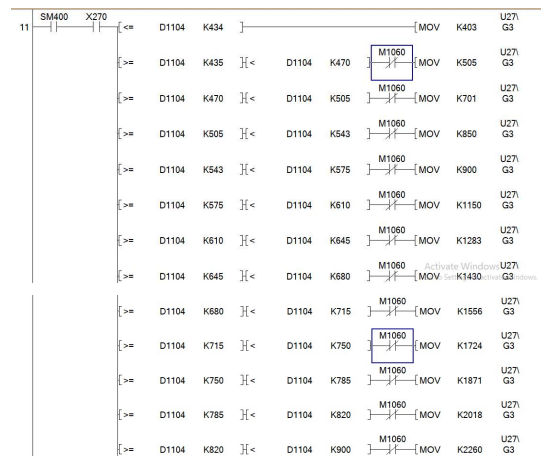 SM400 X270 U27\
11 [<= D1104 K434 ] [MOV K403 G3
M1060 U27\
[>= D1104 K435 ][< D1104 K470 ] [MOV K505 G3
M1060 U27\
[>= D1104 K470 ][< D1104 K505 ] [MOV K701 G3
M1060 U27\
[>= D1104 K505 ][< D1104 K543 ] [MOV K850 G3
M1060 U27\
[>= D1104 K543 ][< D1104 K575 ] [MOV K900 G3
M1060 U27\
[>= D1104 K575 ][< D1104 K610 ] [MOV K1150 G3
M1060 U27\
[>= D1104 K610 ][< D1104 K645 ] [MOV K1283 G3
M1060 Activate Windows U27\
[>= D1104 K645 ][< D1104 K680 ] [MOV K1430 G3
M1060 U27\
[>= D1104 K680 ][< D1104 K715 ] [MOV K1556 G3
M1060 U27\
[>= D1104 K715 ][< D1104 K750 ] [MOV K1724 G3
M1060 U27\
[>= D1104 K750 ][< D1104 K785 ] [MOV K1871 G3
M1060 U27\
[>= D1104 K785 ][< D1104 K820 ] [MOV K2018 G3
M1060 U27\
[>= D1104 K820 ][< D1104 K900 ] [MOV K2260 G3